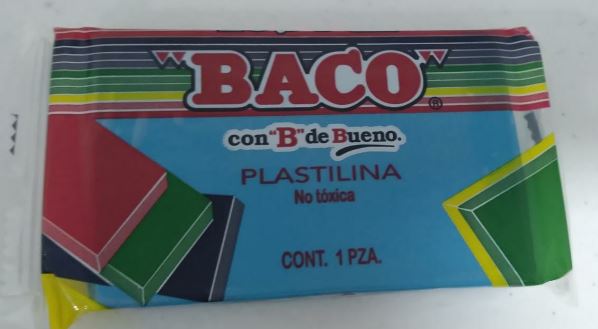 "BACO"®
con "B" de Bueno.
PLASTILINA
No tóxica
CONT. 1 PZA.